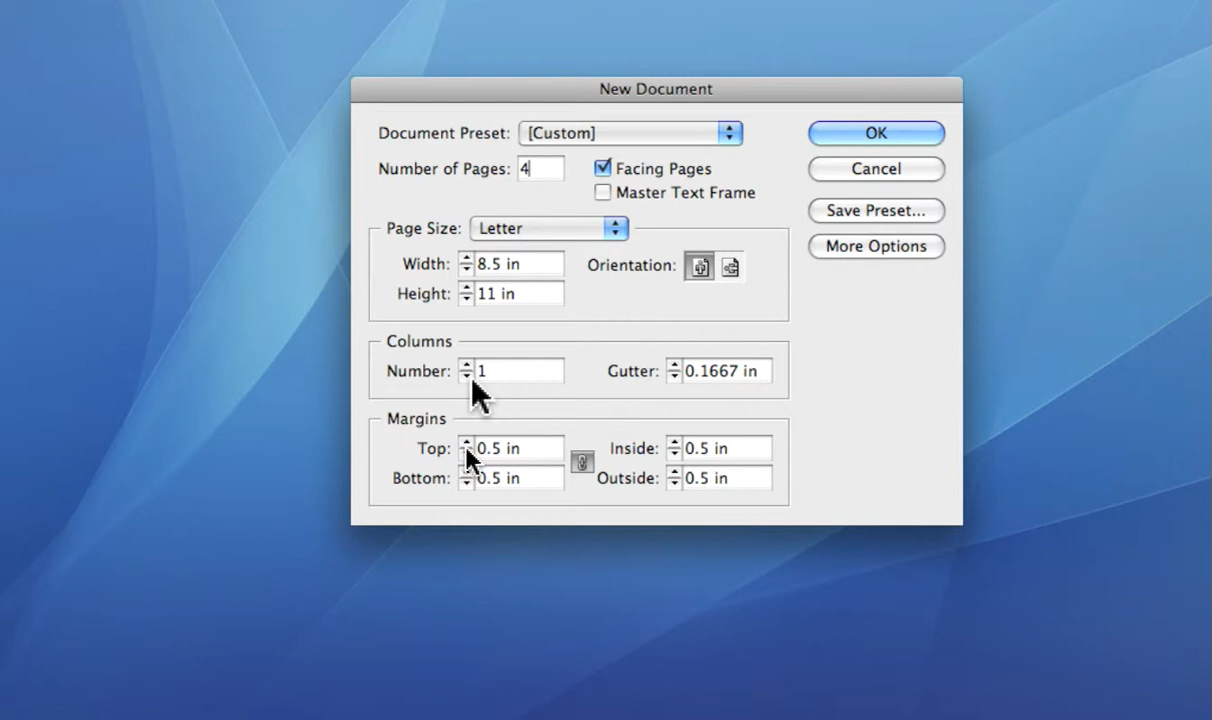 New Document
Document Preset: [Custom] OK
Number of Pages: 4 Facing Pages Cancel
Master Text Frame
Save Preset...
Page Size: Letter
More Options
Width: 8.5 in Orientation:
Height: 11 in
Columns
Number: 1 Gutter: 0.1667 in
Margins
Top: 0.5 in Inside: 0.5 in
Bottom: 0.5 in Outside: 0.5 in